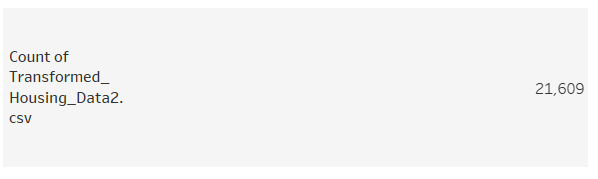 Count of
Transformed_
Housing_Data2.
csv
21,609